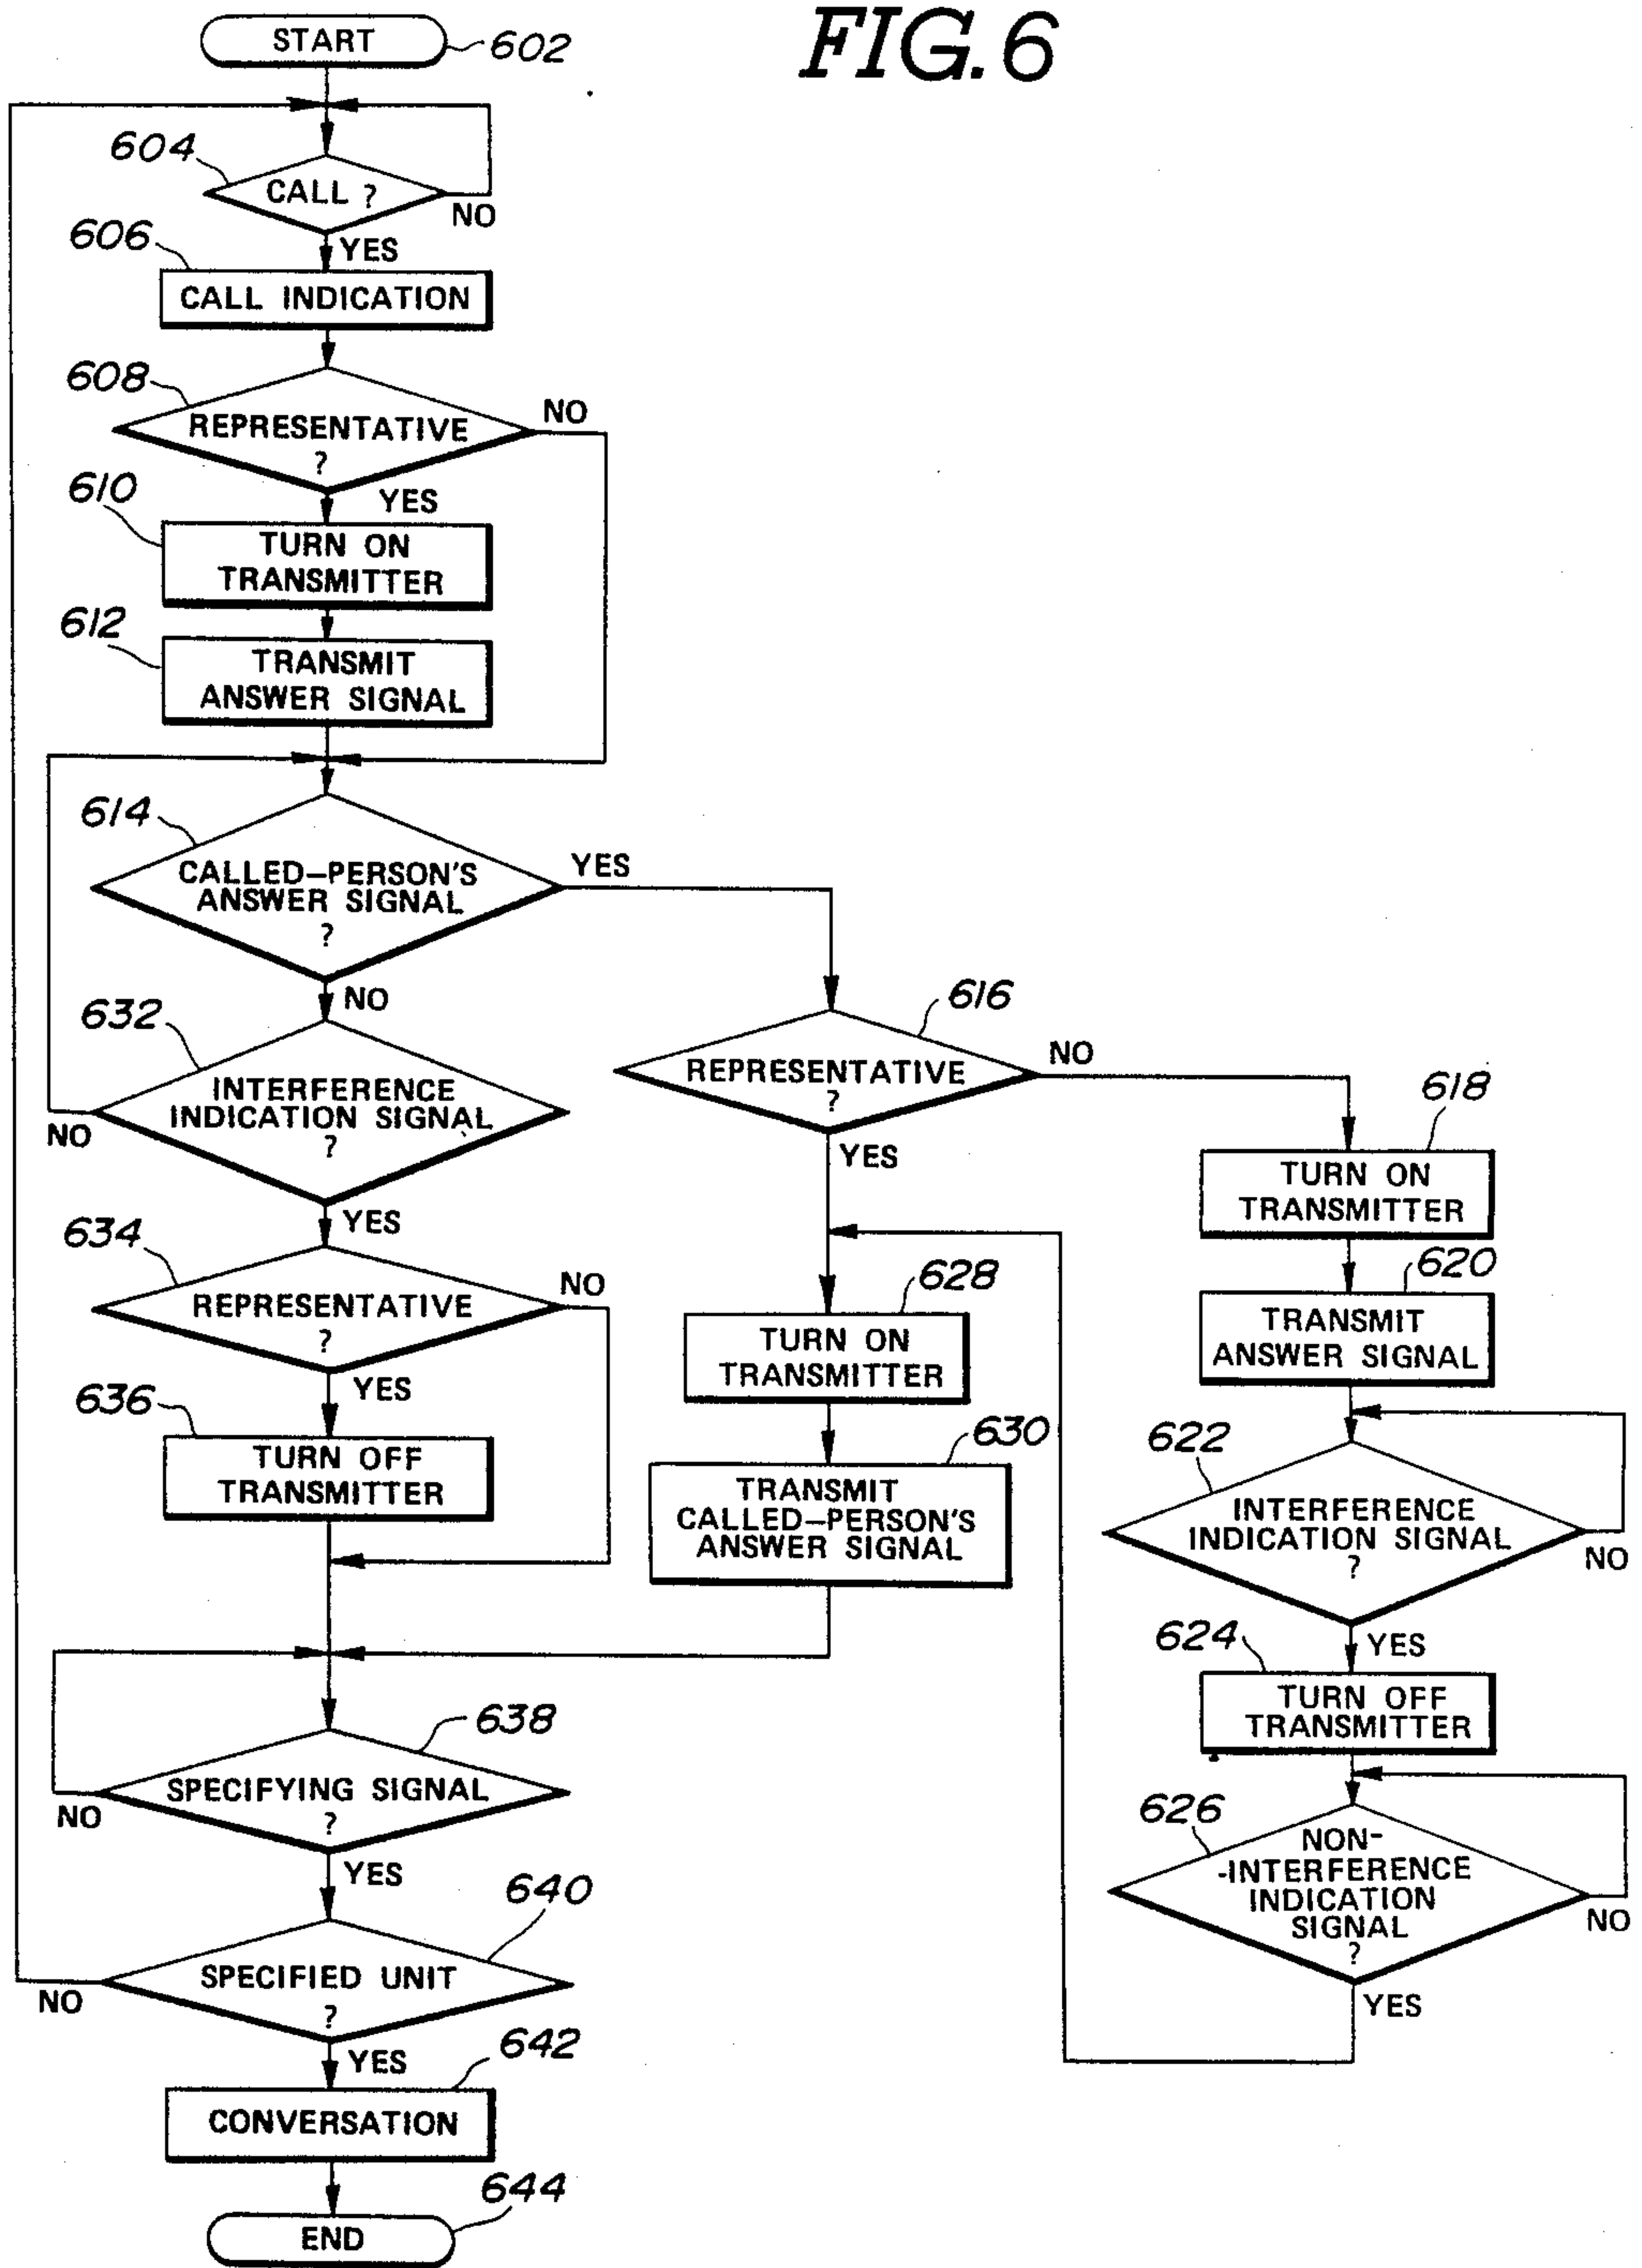 FIG.6
START
602
604
CALL ?
NO
YES
606
CALL INDICATION
608
REPRESENTATIVE
?
NO
YES
610
TURN ON
TRANSMITTER
612
TRANSMIT
ANSWER SIGNAL
614
CALLED-PERSON'S
ANSWER SIGNAL
?
YES
NO
632
INTERFERENCE
INDICATION SIGNAL
?
NO
YES
634
REPRESENTATIVE
?
NO
YES
636
TURN OFF
TRANSMITTER
616
REPRESENTATIVE
?
NO
YES
628
TURN ON
TRANSMITTER
630
TRANSMIT
CALLED-PERSON'S
ANSWER SIGNAL
618
TURN ON
TRANSMITTER
620
TRANSMIT
ANSWER SIGNAL
622
INTERFERENCE
INDICATION SIGNAL
?
NO
YES
624
TURN OFF
TRANSMITTER
626
NON-
-INTERFERENCE
INDICATION
SIGNAL
?
NO
YES
638
SPECIFYING SIGNAL
?
NO
YES
640
SPECIFIED UNIT
?
NO
YES
642
CONVERSATION
644
END